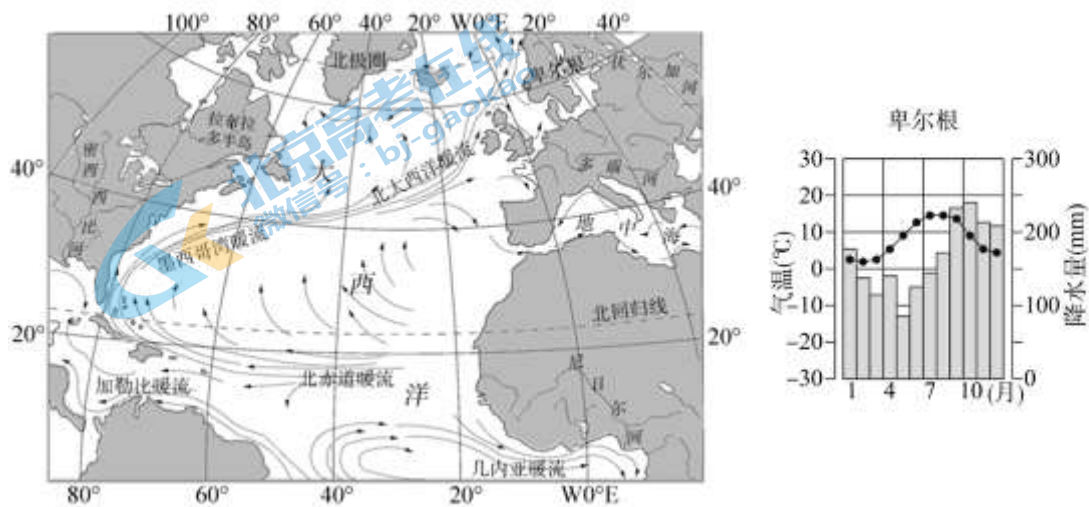 100° 80° 60° 40° 20° W0°E 20° 40°
北极圈
卑尔根
伏尔加河
拉布拉多半岛
密西西比河
40°
大
北大西洋暖流
多瑙河
40°
墨西哥湾暖流
地中海
西
北回归线
20°
20°
加勒比暖流
北赤道暖流
洋
尼日尔河
几内亚暖流
80° 60° 40° 20° W0°E
北京高考在线
微信号:bj-gaokao
卑尔根
气温(℃)
30
20
10
0
-10
-20
-30
300
200
100
0
降水量(mm)
1 4 7 10 (月)